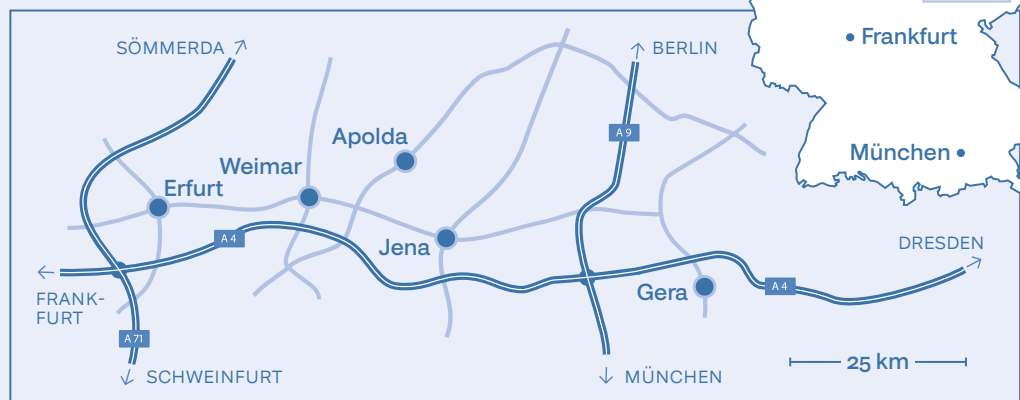 SÖMMERDA
BERLIN
Frankfurt
A 9
Apolda
München
Weimar
Erfurt
A 4
Jena
DRESDEN
FRANK-
FURT
Gera
A 4
A 71
25 km
SCHWEINFURT
MÜNCHEN